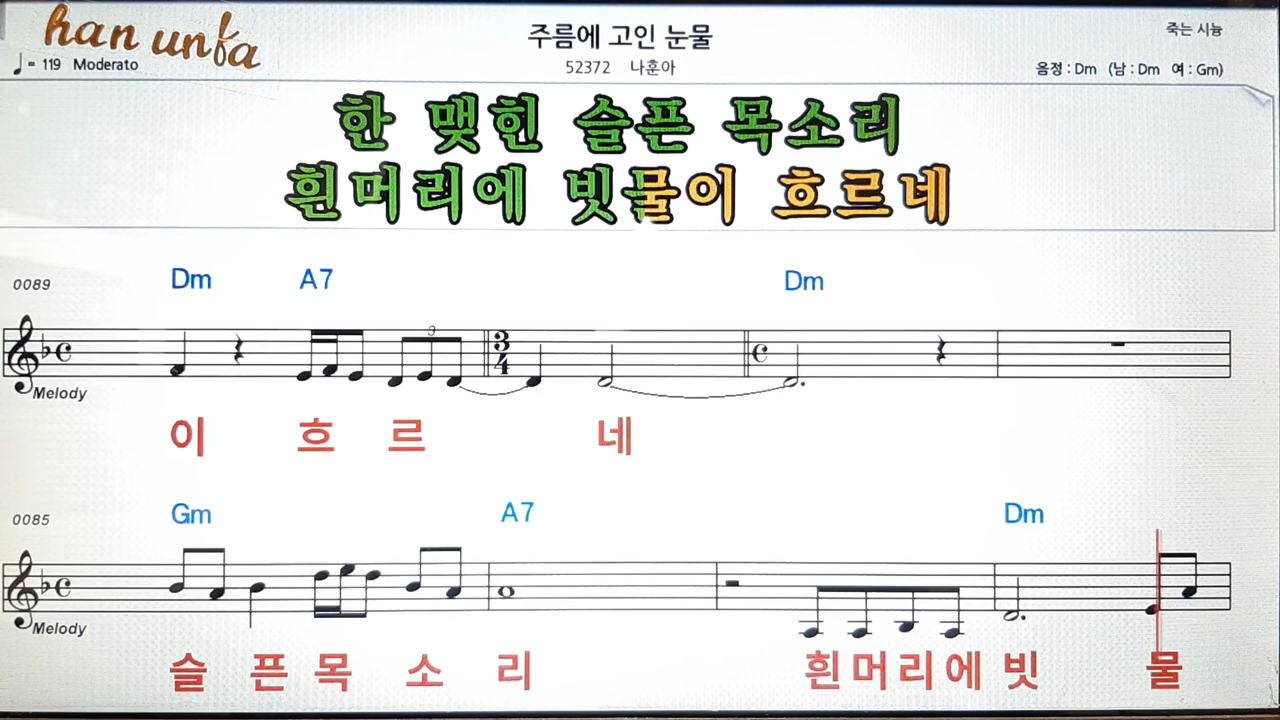 han unfa
주름에 고인 눈물
죽는 시늉
♩= 119 Moderato
52372 나훈아
음정 : Dm (남 : Dm 여 : Gm)
한 맺힌 슬픈 목소리
흰머리에 빗물이 흐르네
0089
Dm A7 Dm
3
3
4
Melody
이 흐 르 네
0085
Gm A7 Dm
Melody
슬 픈 목 소 리 흰 머 리 에 빗 물